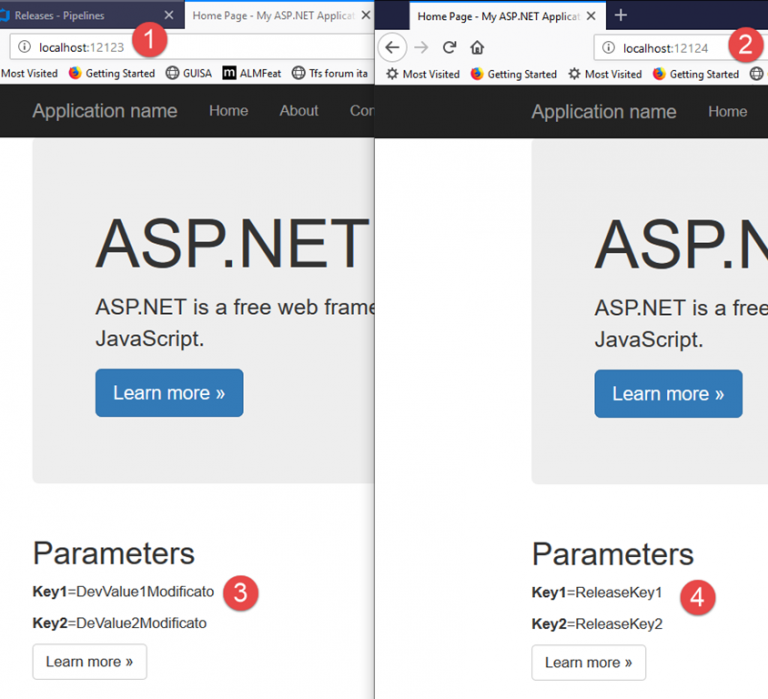 Releases - Pipelines
Home Page - My ASP.NET Applicat
localhost:12123
1
Most Visited
Getting Started
GUISA
m
ALMFeat
Tfs forum ita
Application name
Home
About
Con
ASP.NET
ASP.NET is a free web frame
JavaScript.
Learn more »
Parameters
Key1=DevValue1Modificato
3
Key2=DeValue2Modificato
Learn more »
Home Page - My ASP.NET Applicat
localhost:12124
2
Most Visited
Getting Started
Most Visited
Getting Started
Application name
Home
ASP.N
ASP.NET is a free
JavaScript.
Learn more »
Parameters
Key1=ReleaseKey1
4
Key2=ReleaseKey2
Learn more »